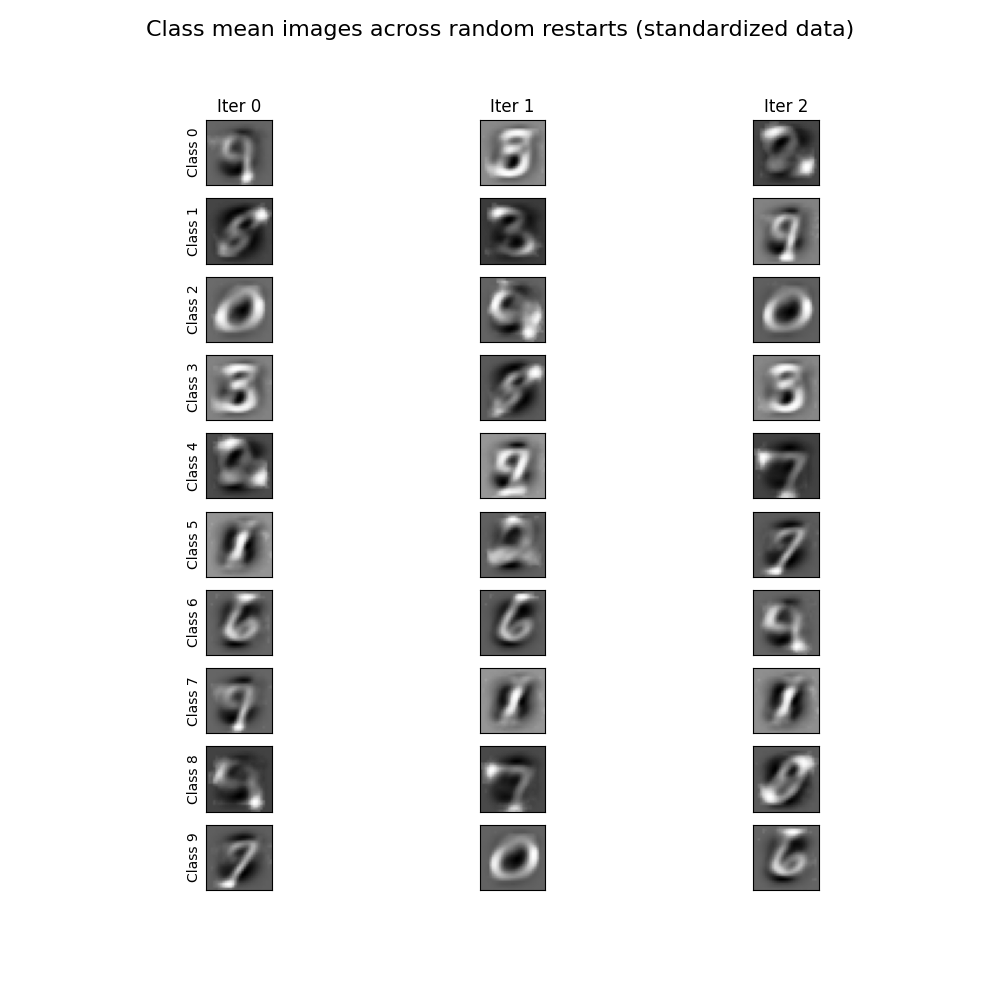 Class mean images across random restarts (standardized data)
Iter 0 Iter 1 Iter 2
Class 0
Class 1
Class 2
Class 3
Class 4
Class 5
Class 6
Class 7
Class 8
Class 9